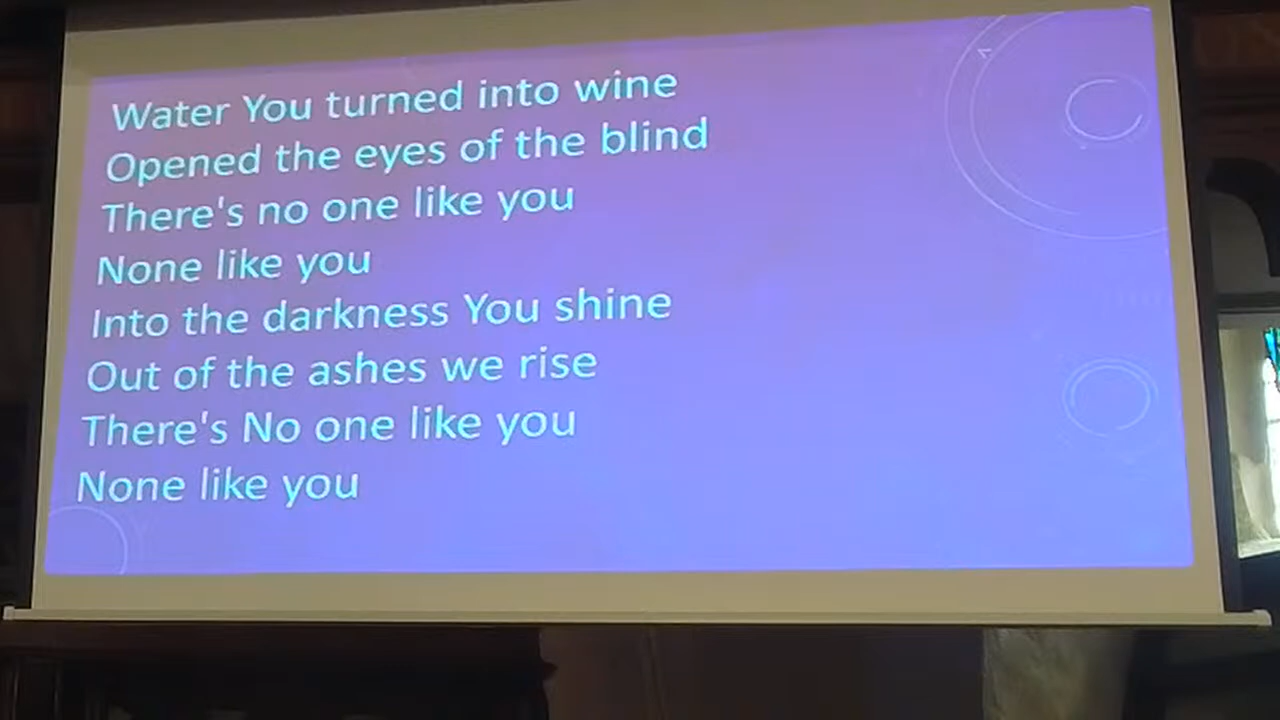 Water You turned into wine
Opened the eyes of the blind
There's no one like you
None like you
Into the darkness You shine
Out of the ashes we rise
There's No one like you
None like you